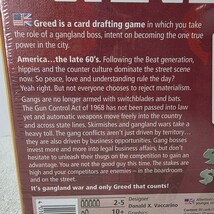 Greed is a card drafting game in which you take
the role of a gangland boss, intent on becoming the one true
power in the city.
America...the late 60's. Following the Beat generation,
hippies and the counter culture dominate the street scene
now. So peace, love and understanding rule the day?
Yeah right. But not everyone chooses to reject materialism.
Gangs are no longer armed with switchblades and bats.
The Gun Control Act of 1968 has not been passed into law
yet and automatic weapons move freely into the country
and across state lines. Skirmishes and gangland wars take a
heavy toll. The gang conflicts aren't just driven by territory...
they are also driven by business opportunities. Gang bosses
invest more and more into holdings as well and do not
hesitate to unleash their thugs on the competition to gain an
advantage. You are not the good guy this time. The stakes are
high and your competitors are enemies – in the boardroom
and on the street.
It's gangland war and only Greed that counts!
2-5
10+
Designer:
Donald X. Vaccarino